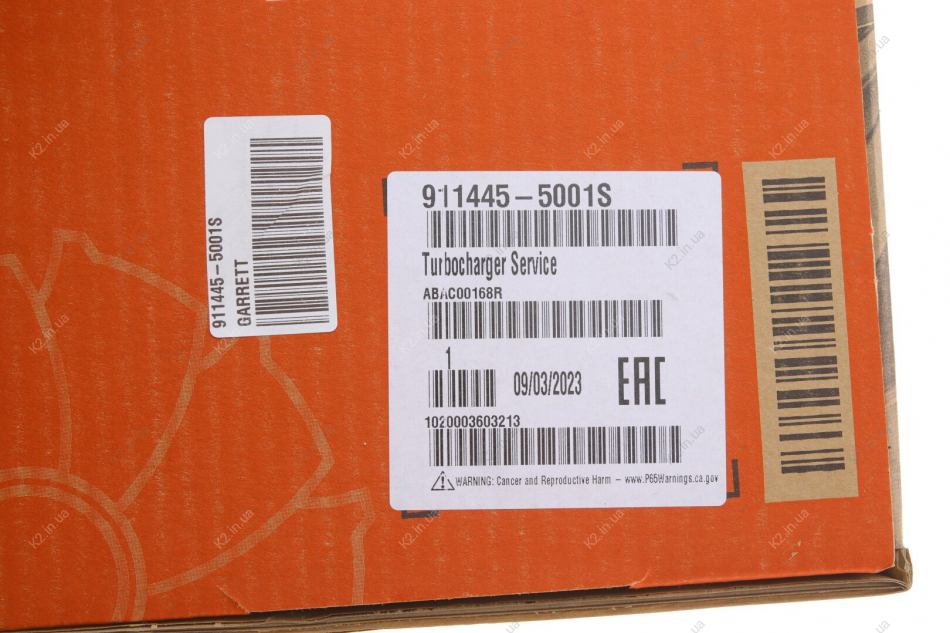 911445-5001S
GARRETT
911445-5001S
Turbocharger Service
ABAC00168R
1
09/03/2023
EAC
1020003603213
WARNING: Cancer and Reproductive Harm - www.P65Warnings.ca.gov
K2.in.ua